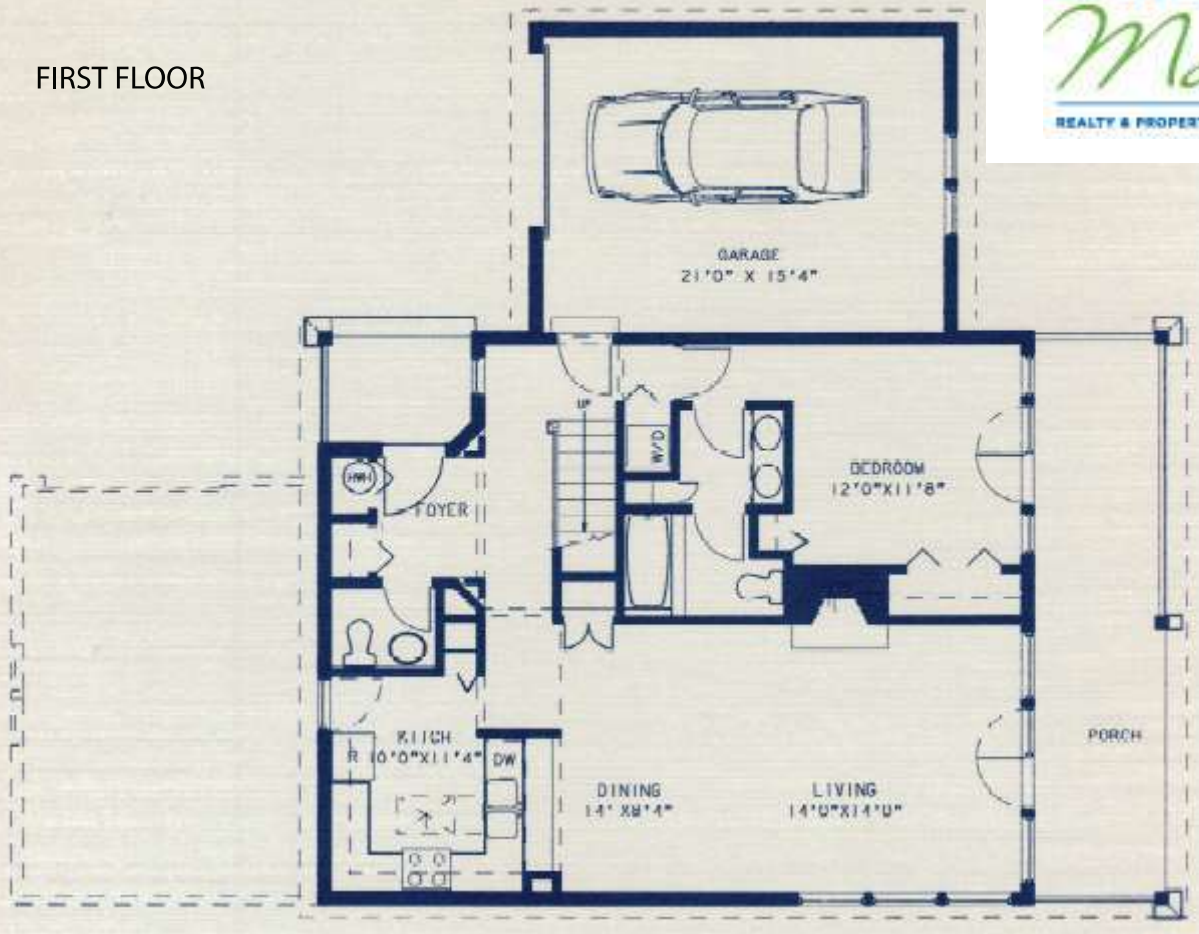 FIRST FLOOR
REALTY & PROPERT
GARAGE
21'0" X 15'4"
UP
W/D
HWH
FOYER
BEDROOM
12'0"X11'8"
KITCH
10'0"X11'4"
R
DW
DINING
14' X8'4"
LIVING
14'0"X14'0"
PORCH